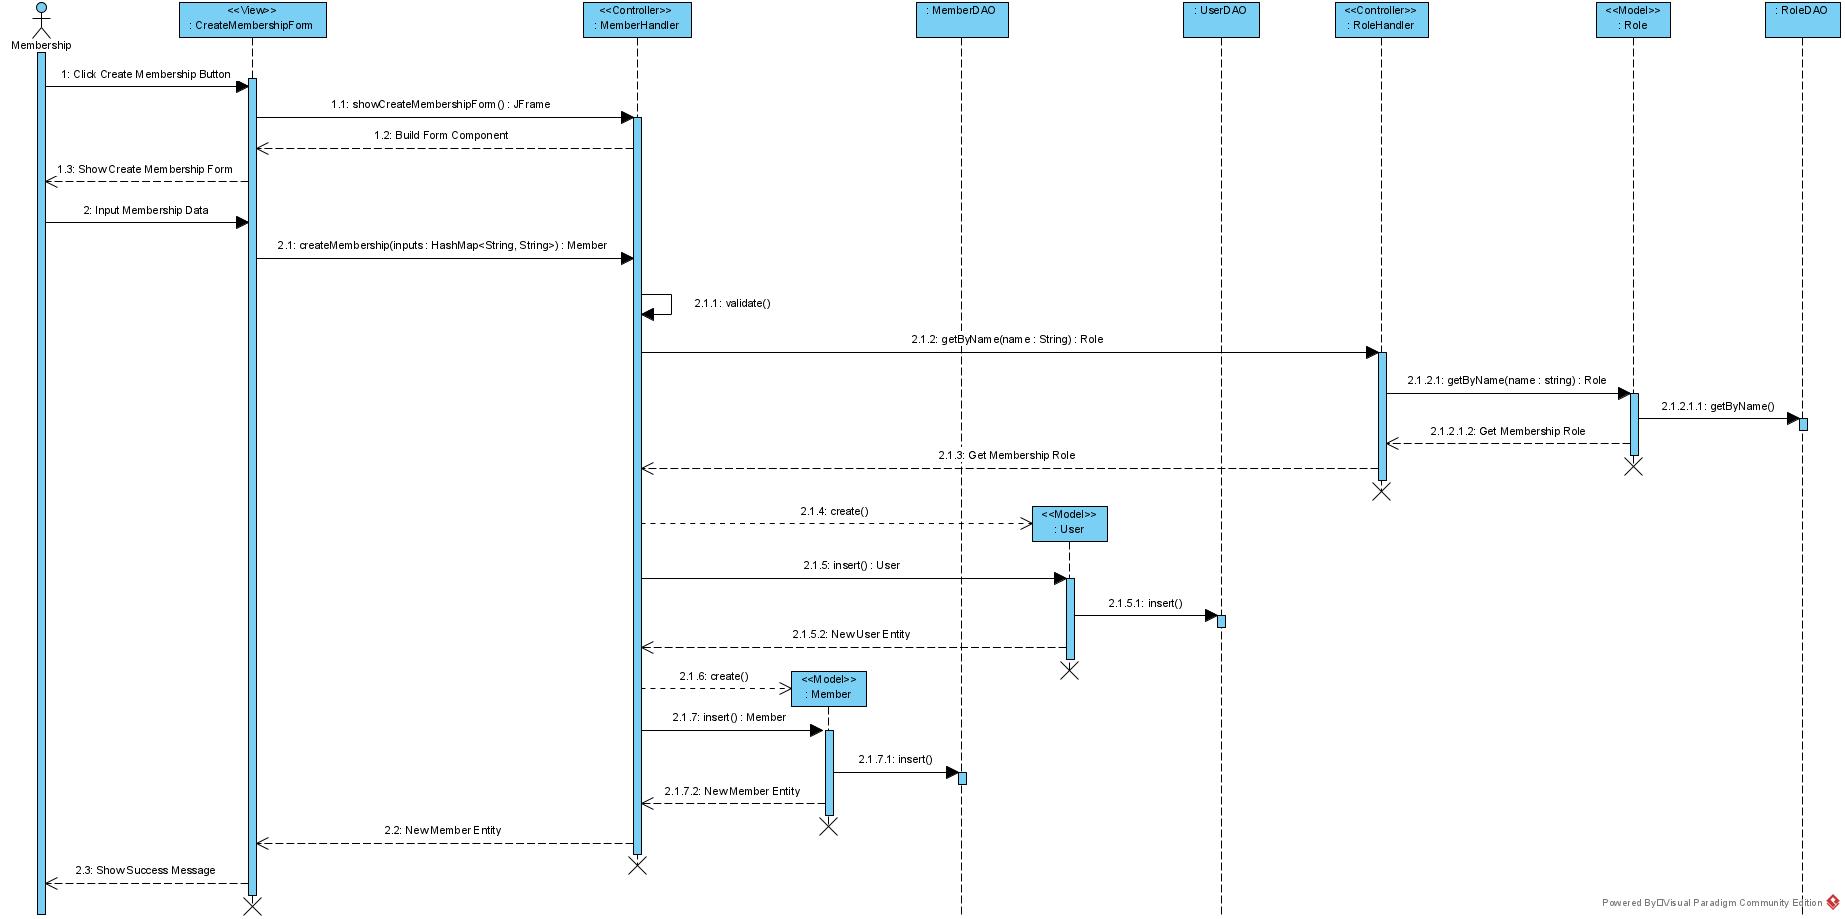 <<View>>
: CreateMembershipForm
<<Controller>>
: MemberHandler
: MemberDAO
: UserDAO
<<Controller>>
: RoleHandler
<<Model>>
: Role
: RoleDAO
Membership
1: Click Create Membership Button
1.1: showCreateMembershipForm() : JFrame
1.2: Build Form Component
1.3: Show Create Membership Form
2: Input Membership Data
2.1: createMembership(inputs : HashMap<String, String>) : Member
2.1.1: validate()
2.1.2: getByName(name : String) : Role
2.1.2.1: getByName(name : string) : Role
2.1.2.1.1: getByName()
2.1.2.1.2: Get Membership Role
2.1.3: Get Membership Role
2.1.4: create()
<<Model>>
: User
2.1.5: insert() : User
2.1.5.1: insert()
2.1.5.2: New User Entity
2.1.6: create()
<<Model>>
: Member
2.1.7: insert() : Member
2.1.7.1: insert()
2.1.7.2: New Member Entity
2.2: New Member Entity
2.3: Show Success Message
Powered By Visual Paradigm Community Edition